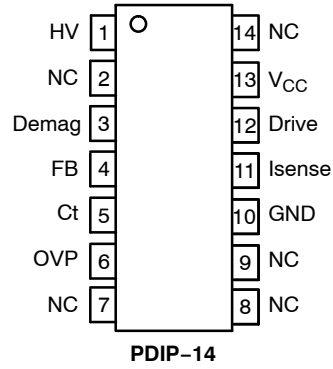 HV 1 14 NC
NC 2 13 VCC
Demag 3 12 Drive
FB 4 11 Isense
Ct 5 10 GND
OVP 6 9 NC
NC 7 8 NC
PDIP−14